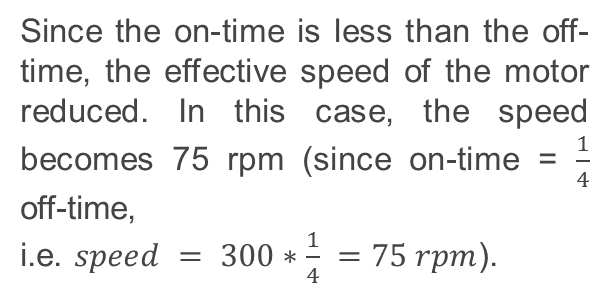 Since the on-time is less than the off-
time, the effective speed of the motor
reduced. In this case, the speed
becomes 75 rpm (since on-time = 1/4
off-time,
i.e. speed = 300 * 1/4 = 75 rpm).